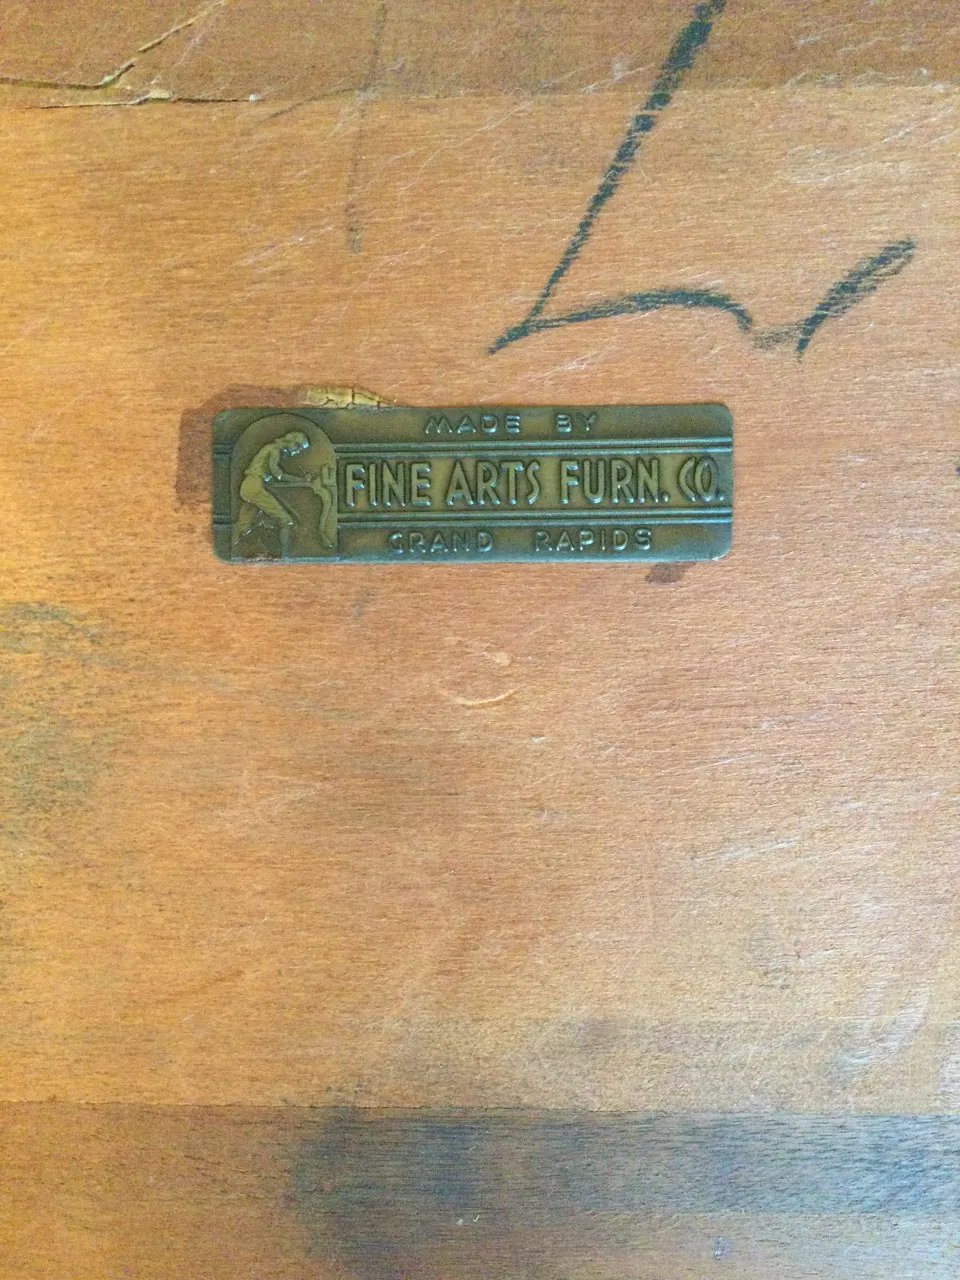 MADE BY
FINE ARTS FURN. CO.
GRAND RAPIDS